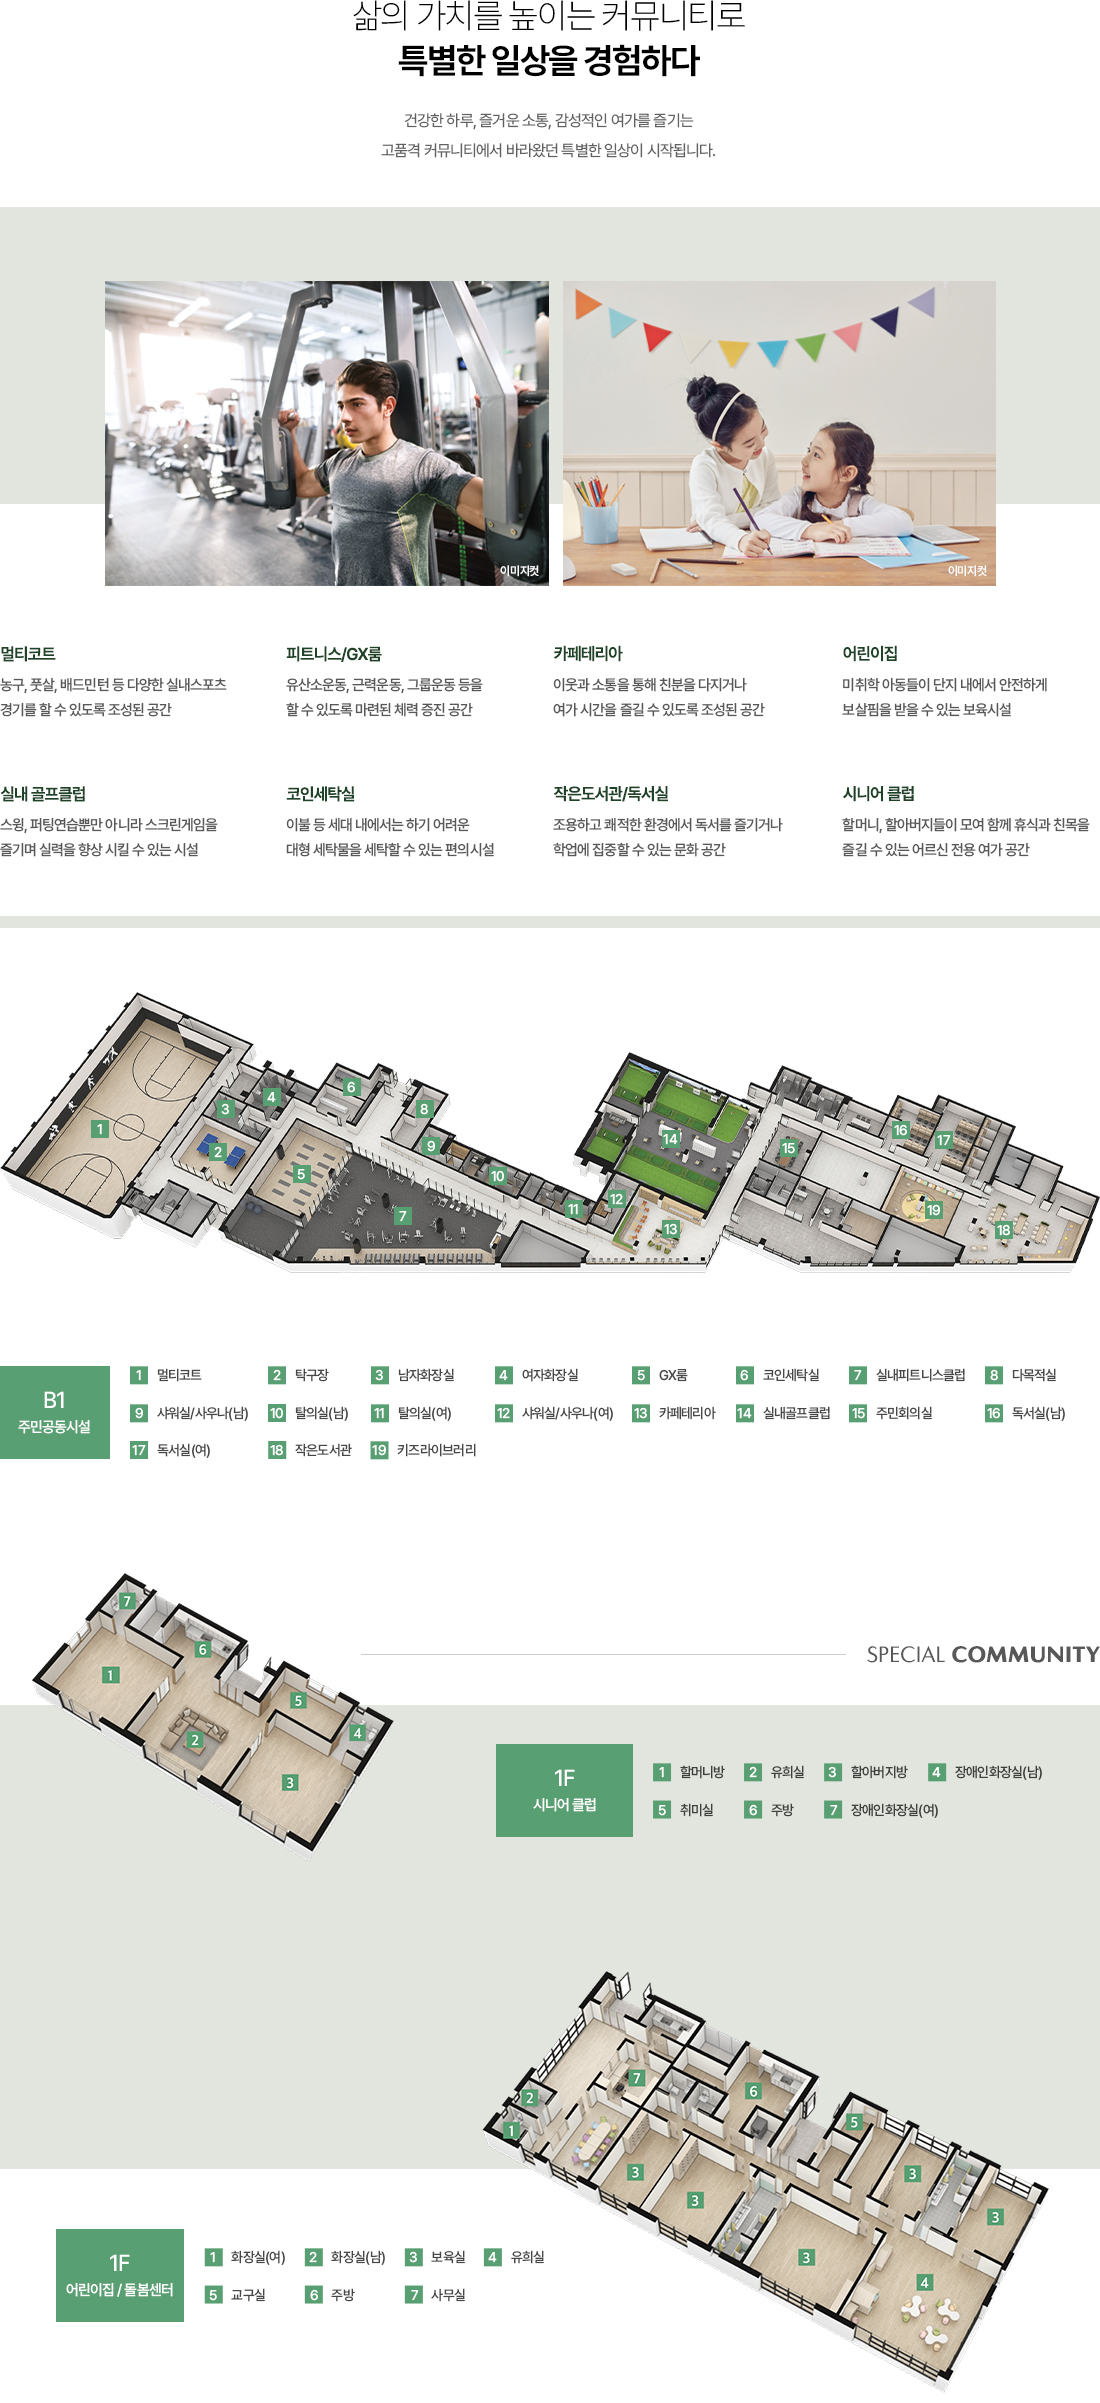 삶의 가치를 높이는 커뮤니티로
특별한 일상을 경험하다
건강한 하루, 즐거운 소통, 감성적인 여가를 즐기는
고품격 커뮤니티에서 바라왔던 특별한 일상이 시작됩니다.
이미지컷
이미지컷
멀티코트
농구, 풋살, 배드민턴 등 다양한 실내스포츠
경기를 할 수 있도록 조성된 공간
피트니스/GX룸
유산소운동, 근력운동, 그룹운동 등을
할 수 있도록 마련된 체력 증진 공간
카페테리아
이웃과 소통을 통해 친분을 다지거나
여가 시간을 즐길 수 있도록 조성된 공간
어린이집
미취학 아동들이 단지 내에서 안전하게
보살핌을 받을 수 있는 보육시설
실내 골프클럽
스윙, 퍼팅연습뿐만 아니라 스크린게임을
즐기며 실력을 향상 시킬 수 있는 시설
코인세탁실
이불 등 세대 내에서는 하기 어려운
대형 세탁물을 세탁할 수 있는 편의시설
작은도서관/독서실
조용하고 쾌적한 환경에서 독서를 즐기거나
학업에 집중할 수 있는 문화 공간
시니어 클럽
할머니, 할아버지들이 모여 함께 휴식과 친목을
즐길 수 있는 어르신 전용 여가 공간
1
2
3
4
5
6
7
8
9
10
11
12
13
14
15
16
17
18
19
B1
주민공동시설
1 멀티코트 2 탁구장 3 남자화장실 4 여자화장실 5 GX룸 6 코인세탁실 7 실내피트니스클럽 8 다목적실
9 샤워실/사우나(남) 10 탈의실(남) 11 탈의실(여) 12 샤워실/사우나(여) 13 카페테리아 14 실내골프클럽 15 주민회의실 16 독서실(남)
17 독서실(여) 18 작은도서관 19 키즈라이브러리
7
6
1
5
4
2
3
SPECIAL COMMUNITY
1F
시니어 클럽
1 할머니방 2 유희실 3 할아버지방 4 장애인화장실(남)
5 취미실 6 주방 7 장애인화장실(여)
7
6
2
5
1
3
3
3
3
3
4
1F
어린이집 / 돌봄센터
1 화장실(여) 2 화장실(남) 3 보육실 4 유희실
5 교구실 6 주방 7 사무실